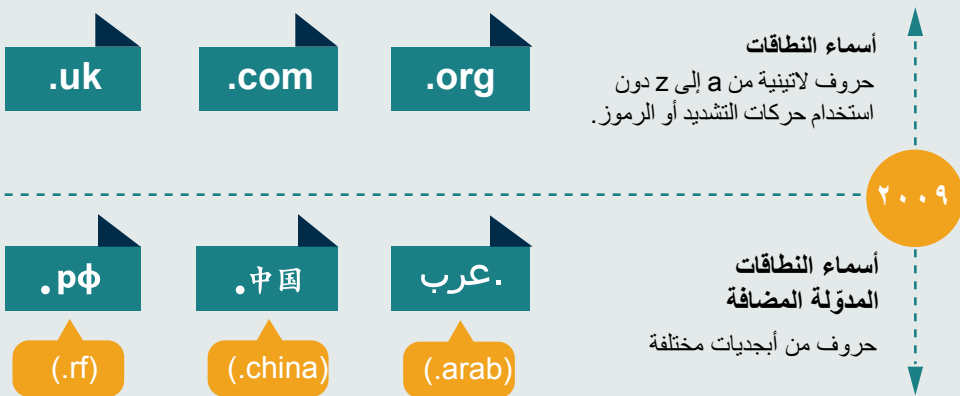 أسماء النطاقات
حروف لاتينية من a إلى z دون
استخدام حركات التشديد أو الرموز.
.org
.com
.uk
٢٠٠٩
أسماء النطاقات
المدوّلة المضافة
حروف من أبجديات مختلفة
.عرب
.中国
.рф
(.arab)
(.china)
(.rf)